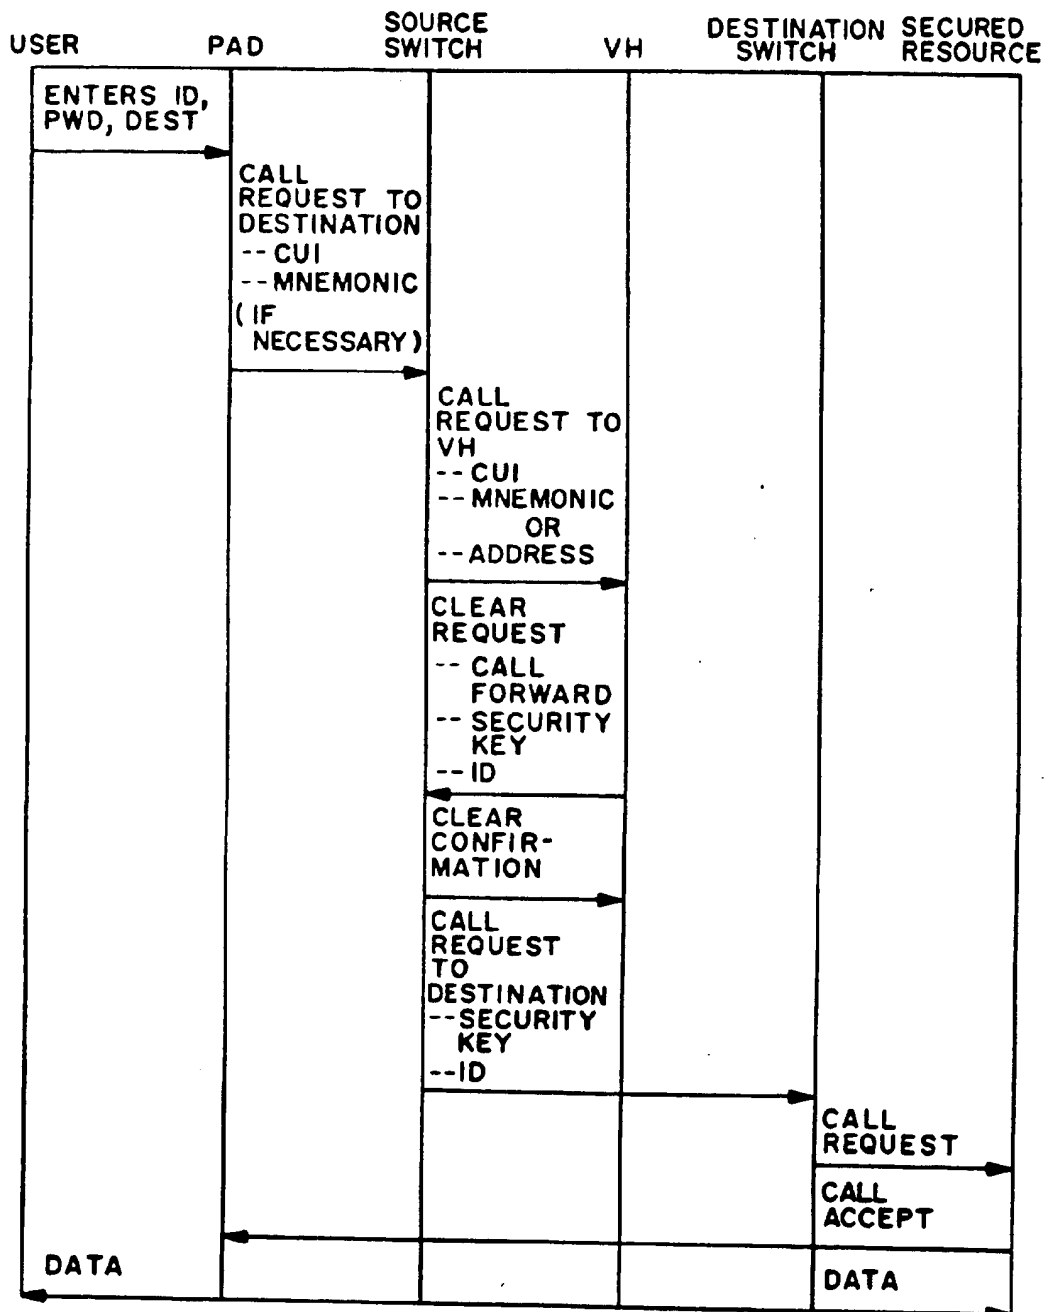 USER PAD SOURCE SWITCH VH DESTINATION SWITCH SECURED RESOURCE
ENTERS ID,
PWD, DEST
CALL
REQUEST TO
DESTINATION
-- CUI
-- MNEMONIC
(IF
NECESSARY)
CALL
REQUEST TO
VH
-- CUI
-- MNEMONIC
OR
-- ADDRESS
CLEAR
REQUEST
-- CALL
FORWARD
-- SECURITY
KEY
-- ID
CLEAR
CONFIR-
MATION
CALL
REQUEST
TO
DESTINATION
-- SECURITY
KEY
-- ID
CALL
REQUEST
CALL
ACCEPT
DATA
DATA